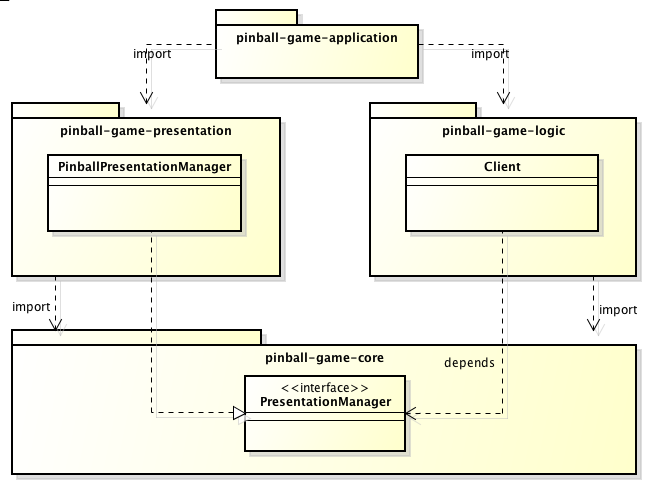 pinball-game-application
import
import
pinball-game-presentation
pinball-game-logic
PinballPresentationManager
Client
import
import
pinball-game-core
depends
<<interface>>
PresentationManager